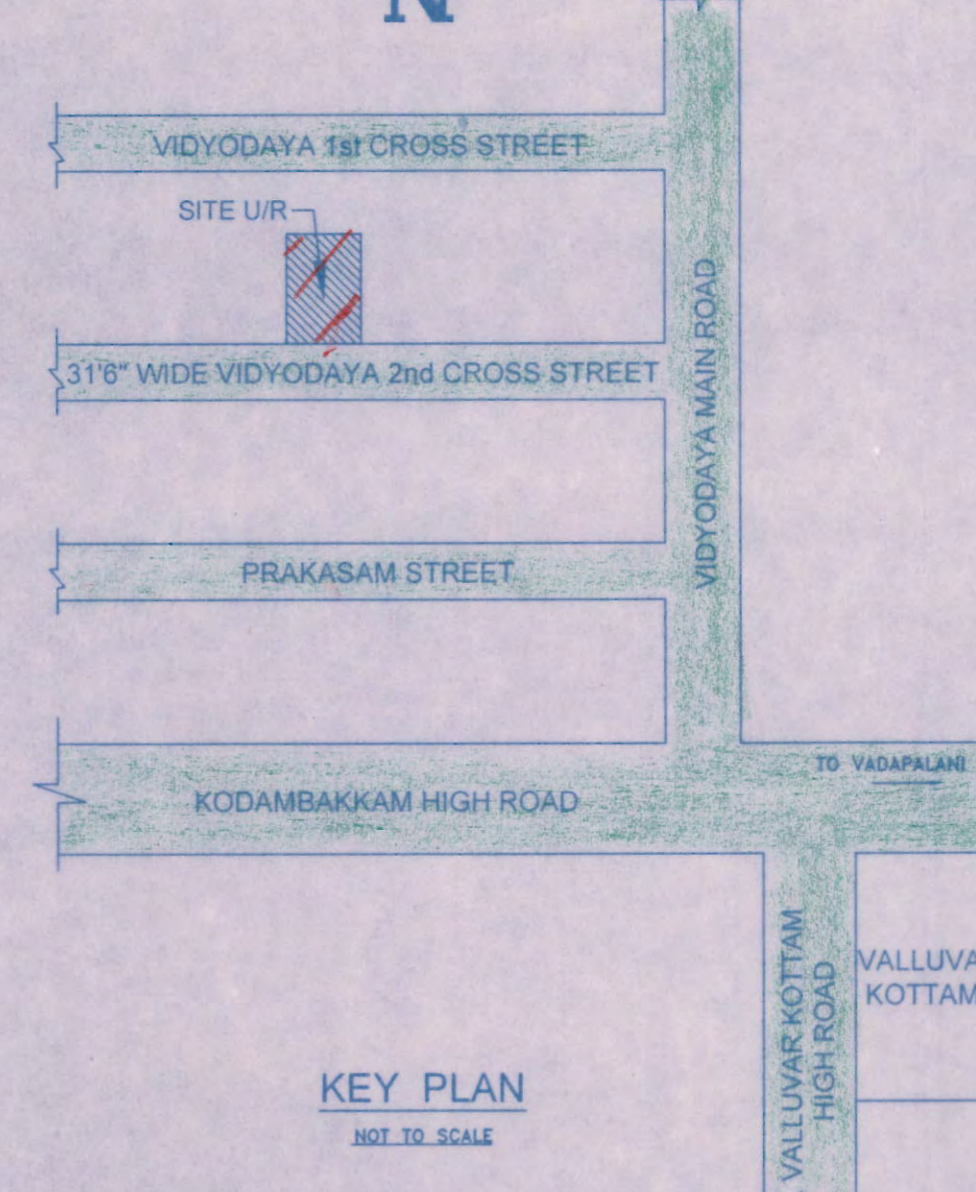 N
VIDYODAYA 1st CROSS STREET
SITE U/R
31'6" WIDE VIDYODAYA 2nd CROSS STREET
VIDYODAYA MAIN ROAD
PRAKASAM STREET
TO VADAPALANI
KODAMBAKKAM HIGH ROAD
VALLUVAR KOTTAM
HIGH ROAD
VALLUVA
KOTTAM
KEY PLAN
NOT TO SCALE